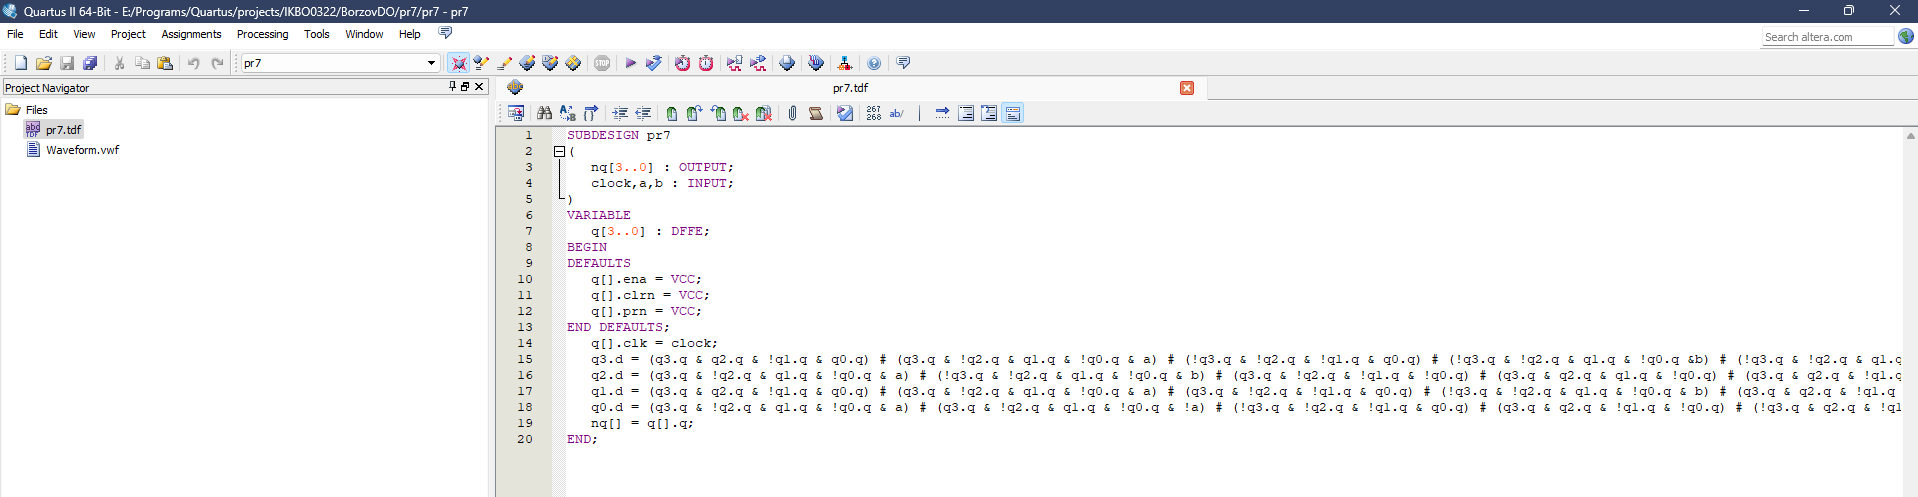 Quartus II 64-Bit - E:/Programs/Quartus/projects/IKBO0322/BorzovDO/pr7/pr7 - pr7
File Edit View Project Assignments Processing Tools Window Help
Search altera.com
pr7
Project Navigator
pr7.tdf
Files
abc TDF pr7.tdf
Waveform.vwf
267 268 ab/
1 SUBDESIGN pr7
2 (
3 nq[3..0] : OUTPUT;
4 clock,a,b : INPUT;
5 )
6 VARIABLE
7 q[3..0] : DFFE;
8 BEGIN
9 DEFAULTS
10 q[].ena = VCC;
11 q[].clrn = VCC;
12 q[].prn = VCC;
13 END DEFAULTS;
14 q[].clk = clock;
15 q3.d = (q3.q & q2.q & !q1.q & q0.q) # (q3.q & !q2.q & q1.q & !q0.q & a) # (!q3.q & !q2.q & !q1.q & q0.q) # (!q3.q & !q2.q & q1.q & !q0.q &b) # (!q3.q & !q2.q & q1.q
16 q2.d = (q3.q & !q2.q & q1.q & !q0.q & a) # (!q3.q & !q2.q & q1.q & !q0.q & b) # (q3.q & !q2.q & !q1.q & !q0.q) # (q3.q & q2.q & q1.q & !q0.q) # (q3.q & q2.q & !q1.q
17 q1.d = (q3.q & q2.q & !q1.q & q0.q) # (q3.q & !q2.q & q1.q & !q0.q & a) # (q3.q & !q2.q & !q1.q & q0.q) # (!q3.q & !q2.q & q1.q & !q0.q & b) # (q3.q & q2.q & !q1.q
18 q0.d = (q3.q & !q2.q & q1.q & !q0.q & a) # (q3.q & !q2.q & q1.q & !q0.q & !a) # (!q3.q & !q2.q & !q1.q & q0.q) # (q3.q & q2.q & !q1.q & !q0.q) # (!q3.q & q2.q & !q1
19 nq[] = q[].q;
20 END;